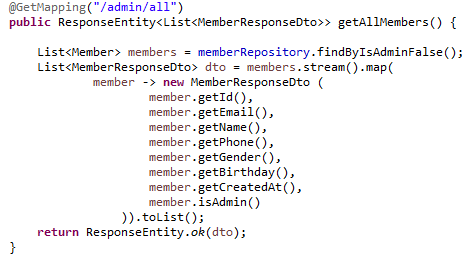 @GetMapping("/admin/all")
public ResponseEntity<List<MemberResponseDto>> getAllMembers() {
List<Member> members = memberRepository.findByIsAdminFalse();
List<MemberResponseDto> dto = members.stream().map(
member -> new MemberResponseDto (
member.getId(),
member.getEmail(),
member.getName(),
member.getPhone(),
member.getGender(),
member.getBirthday(),
member.getCreatedAt(),
member.isAdmin()
)).toList();
return ResponseEntity.ok(dto);
}